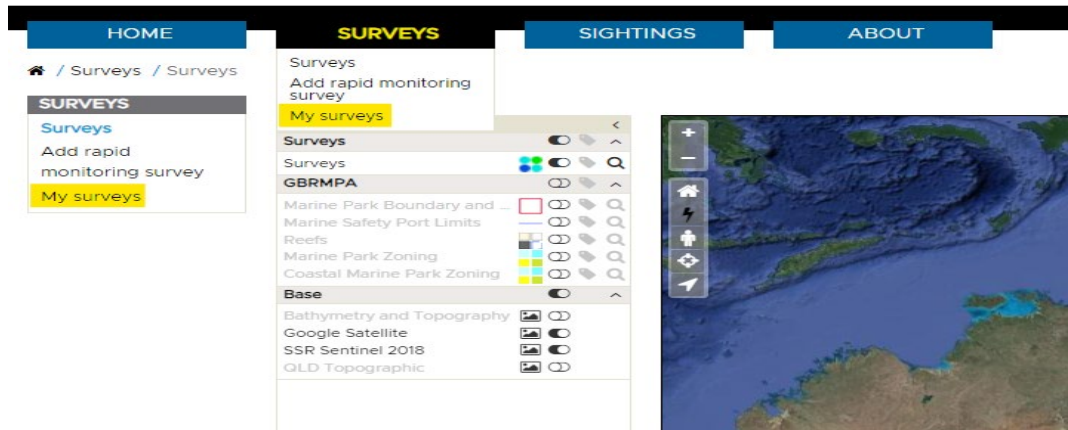 HOME
SURVEYS
SIGHTINGS
ABOUT
/ Surveys / Surveys
SURVEYS
Surveys
Add rapid
monitoring survey
My surveys
Surveys
Add rapid monitoring
survey
My surveys
Surveys
Surveys
GBRMPA
Marine Park Boundary and ...
Marine Safety Port Limits
Reefs
Marine Park Zoning
Coastal Marine Park Zoning
Base
Bathymetry and Topography
Google Satellite
SSR Sentinel 2018
QLD Topographic